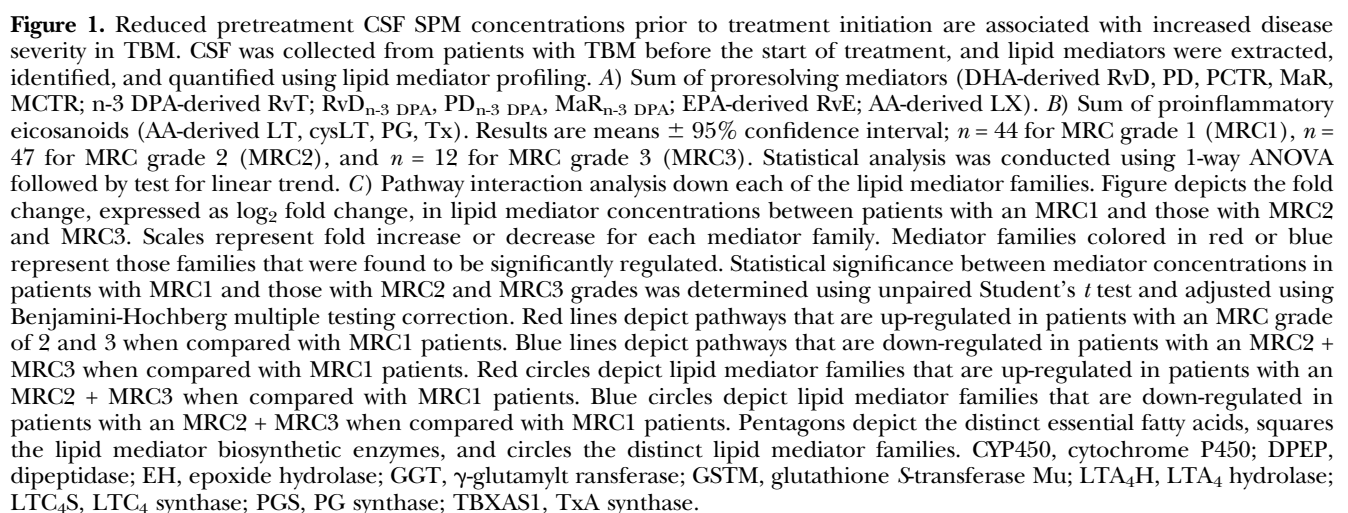 Figure 1. Reduced pretreatment CSF SPM concentrations prior to treatment initiation are associated with increased disease
severity in TBM. CSF was collected from patients with TBM before the start of treatment, and lipid mediators were extracted,
identified, and quantified using lipid mediator profiling. A) Sum of proresolving mediators (DHA-derived RvD, PD, PCTR, MaR,
MCTR; n-3 DPA-derived RvT; RvDn-3 DPA, PDn-3 DPA, MaRn-3 DPA; EPA-derived RvE; AA-derived LX). B) Sum of proinflammatory
eicosanoids (AA-derived LT, cysLT, PG, Tx). Results are means ± 95% confidence interval; n = 44 for MRC grade 1 (MRC1), n =
47 for MRC grade 2 (MRC2), and n = 12 for MRC grade 3 (MRC3). Statistical analysis was conducted using 1-way ANOVA
followed by test for linear trend. C) Pathway interaction analysis down each of the lipid mediator families. Figure depicts the fold
change, expressed as log₂ fold change, in lipid mediator concentrations between patients with an MRC1 and those with MRC2
and MRC3. Scales represent fold increase or decrease for each mediator family. Mediator families colored in red or blue
represent those families that were found to be significantly regulated. Statistical significance between mediator concentrations in
patients with MRC1 and those with MRC2 and MRC3 grades was determined using unpaired Student's t test and adjusted using
Benjamini-Hochberg multiple testing correction. Red lines depict pathways that are up-regulated in patients with an MRC grade
of 2 and 3 when compared with MRC1 patients. Blue lines depict pathways that are down-regulated in patients with an MRC2 +
MRC3 when compared with MRC1 patients. Red circles depict lipid mediator families that are up-regulated in patients with an
MRC2 + MRC3 when compared with MRC1 patients. Blue circles depict lipid mediator families that are down-regulated in
patients with an MRC2 + MRC3 when compared with MRC1 patients. Pentagons depict the distinct essential fatty acids, squares
the lipid mediator biosynthetic enzymes, and circles the distinct lipid mediator families. CYP450, cytochrome P450; DPEP,
dipeptidase; EH, epoxide hydrolase; GGT, γ-glutamylt ransferase; GSTM, glutathione S-transferase Mu; LTA₄H, LTA₄ hydrolase;
LTC₄S, LTC₄ synthase; PGS, PG synthase; TBXAS1, TxA synthase.